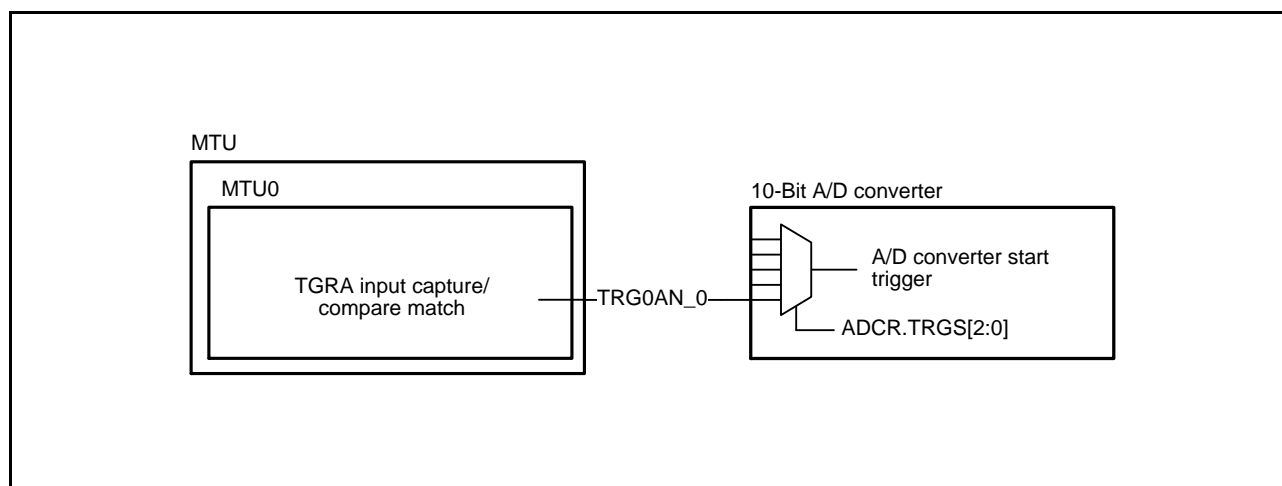 MTU
MTU0
TGRA input capture/
compare match
TRG0AN_0
10-Bit A/D converter
A/D converter start
trigger
ADCR.TRGS[2:0]